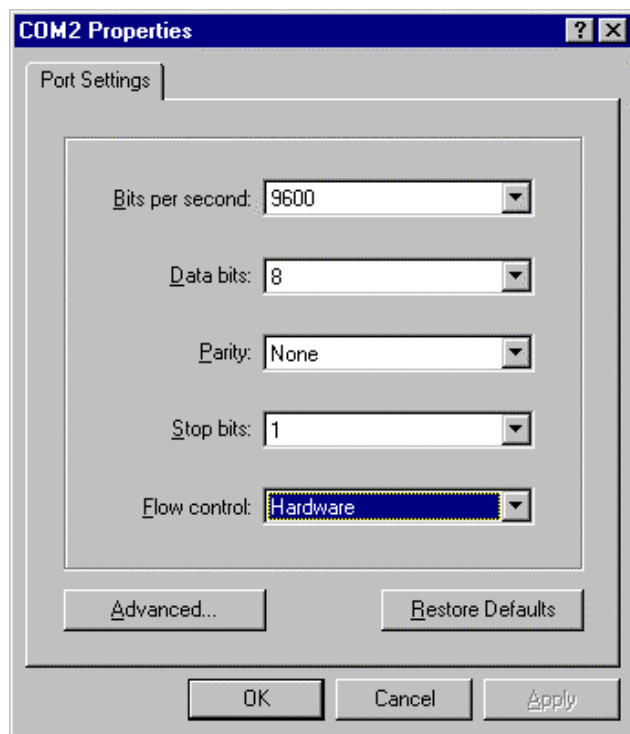 COM2 Properties
Port Settings
Bits per second: 9600
Data bits: 8
Parity: None
Stop bits: 1
Flow control: Hardware
Advanced... Restore Defaults
OK Cancel Apply